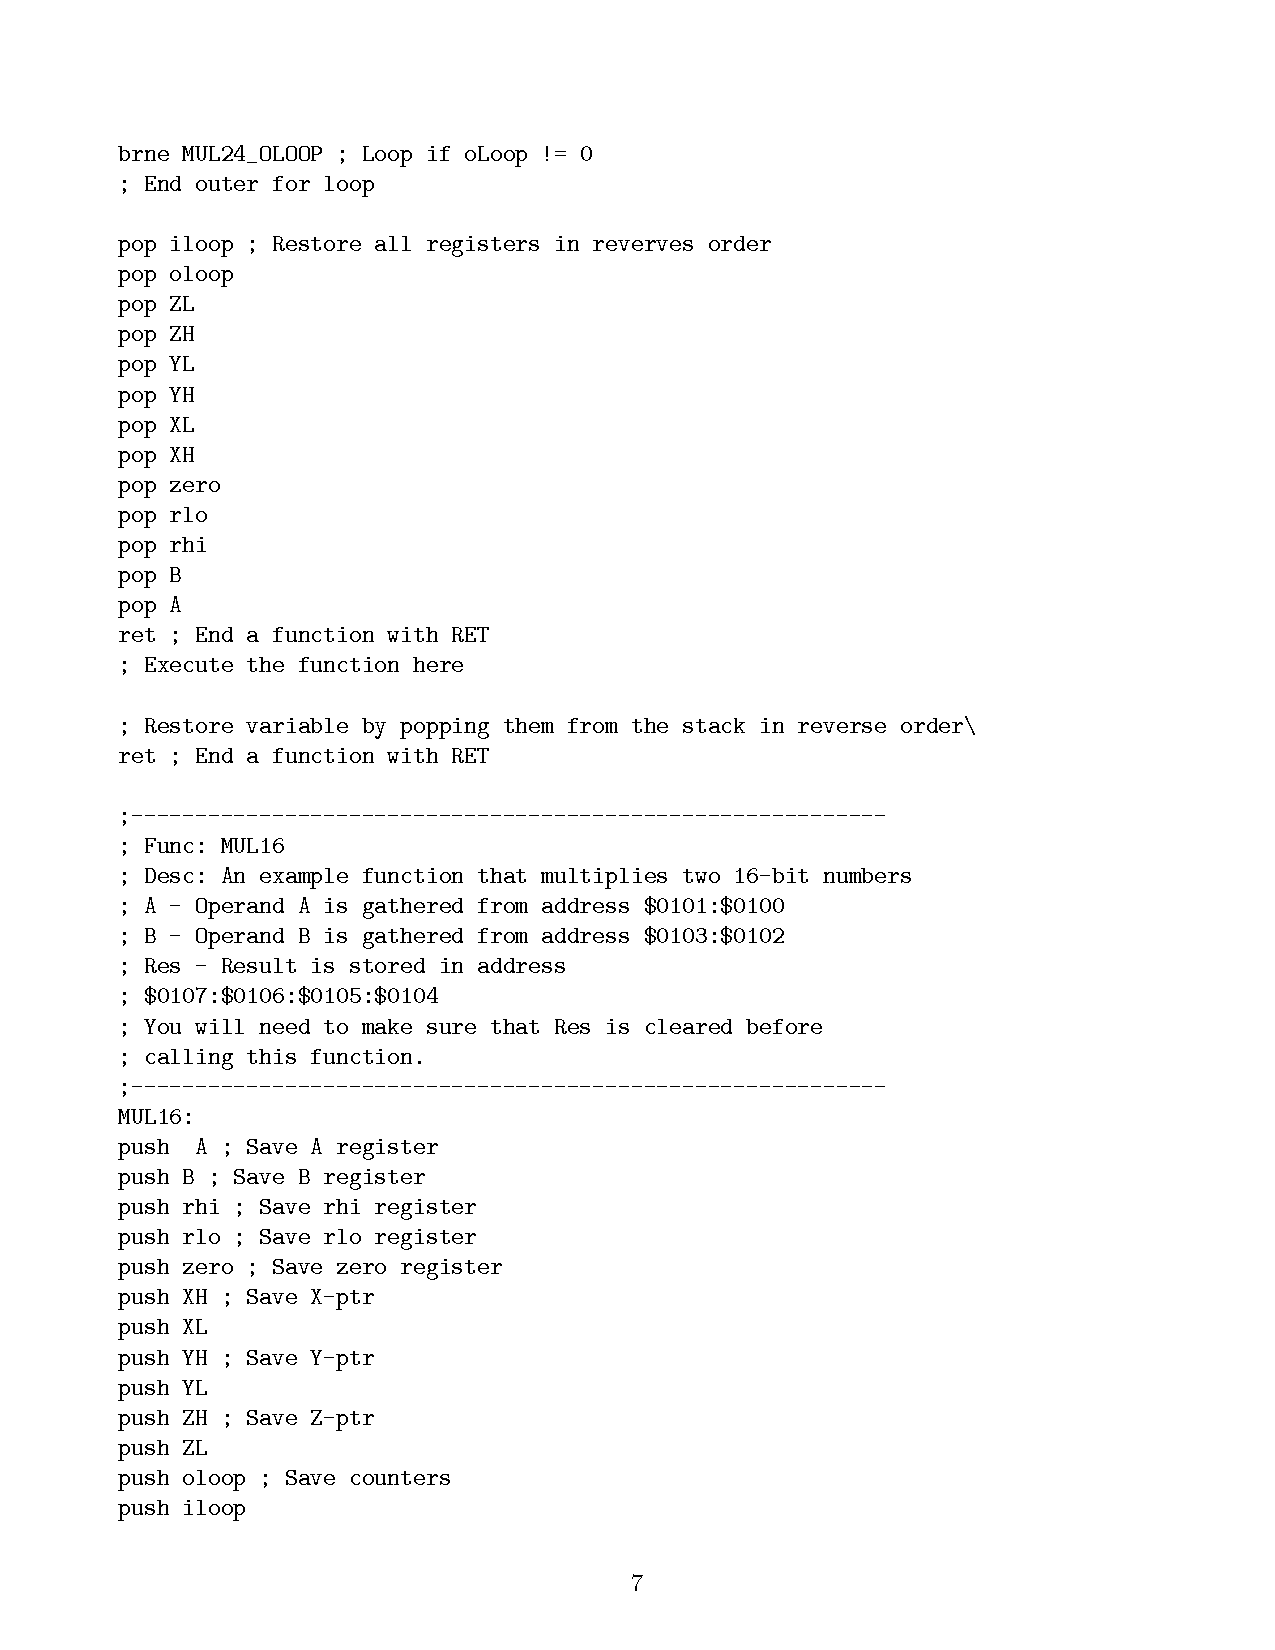 brne MUL24_OLOOP ; Loop if oLoop != 0
; End outer for loop
pop iloop ; Restore all registers in reverves order
pop oloop
pop ZL
pop ZH
pop YL
pop YH
pop XL
pop XH
pop zero
pop rlo
pop rhi
pop B
pop A
ret ; End a function with RET
; Execute the function here
; Restore variable by popping them from the stack in reverse order\
ret ; End a function with RET
;-----------------------------------------------------------
; Func: MUL16
; Desc: An example function that multiplies two 16-bit numbers
; A - Operand A is gathered from address $0101:$0100
; B - Operand B is gathered from address $0103:$0102
; Res - Result is stored in address
; $0107:$0106:$0105:$0104
; You will need to make sure that Res is cleared before
; calling this function.
;-----------------------------------------------------------
MUL16:
push  A ; Save A register
push B ; Save B register
push rhi ; Save rhi register
push rlo ; Save rlo register
push zero ; Save zero register
push XH ; Save X-ptr
push XL
push YH ; Save Y-ptr
push YL
push ZH ; Save Z-ptr
push ZL
push oloop ; Save counters
push iloop
7